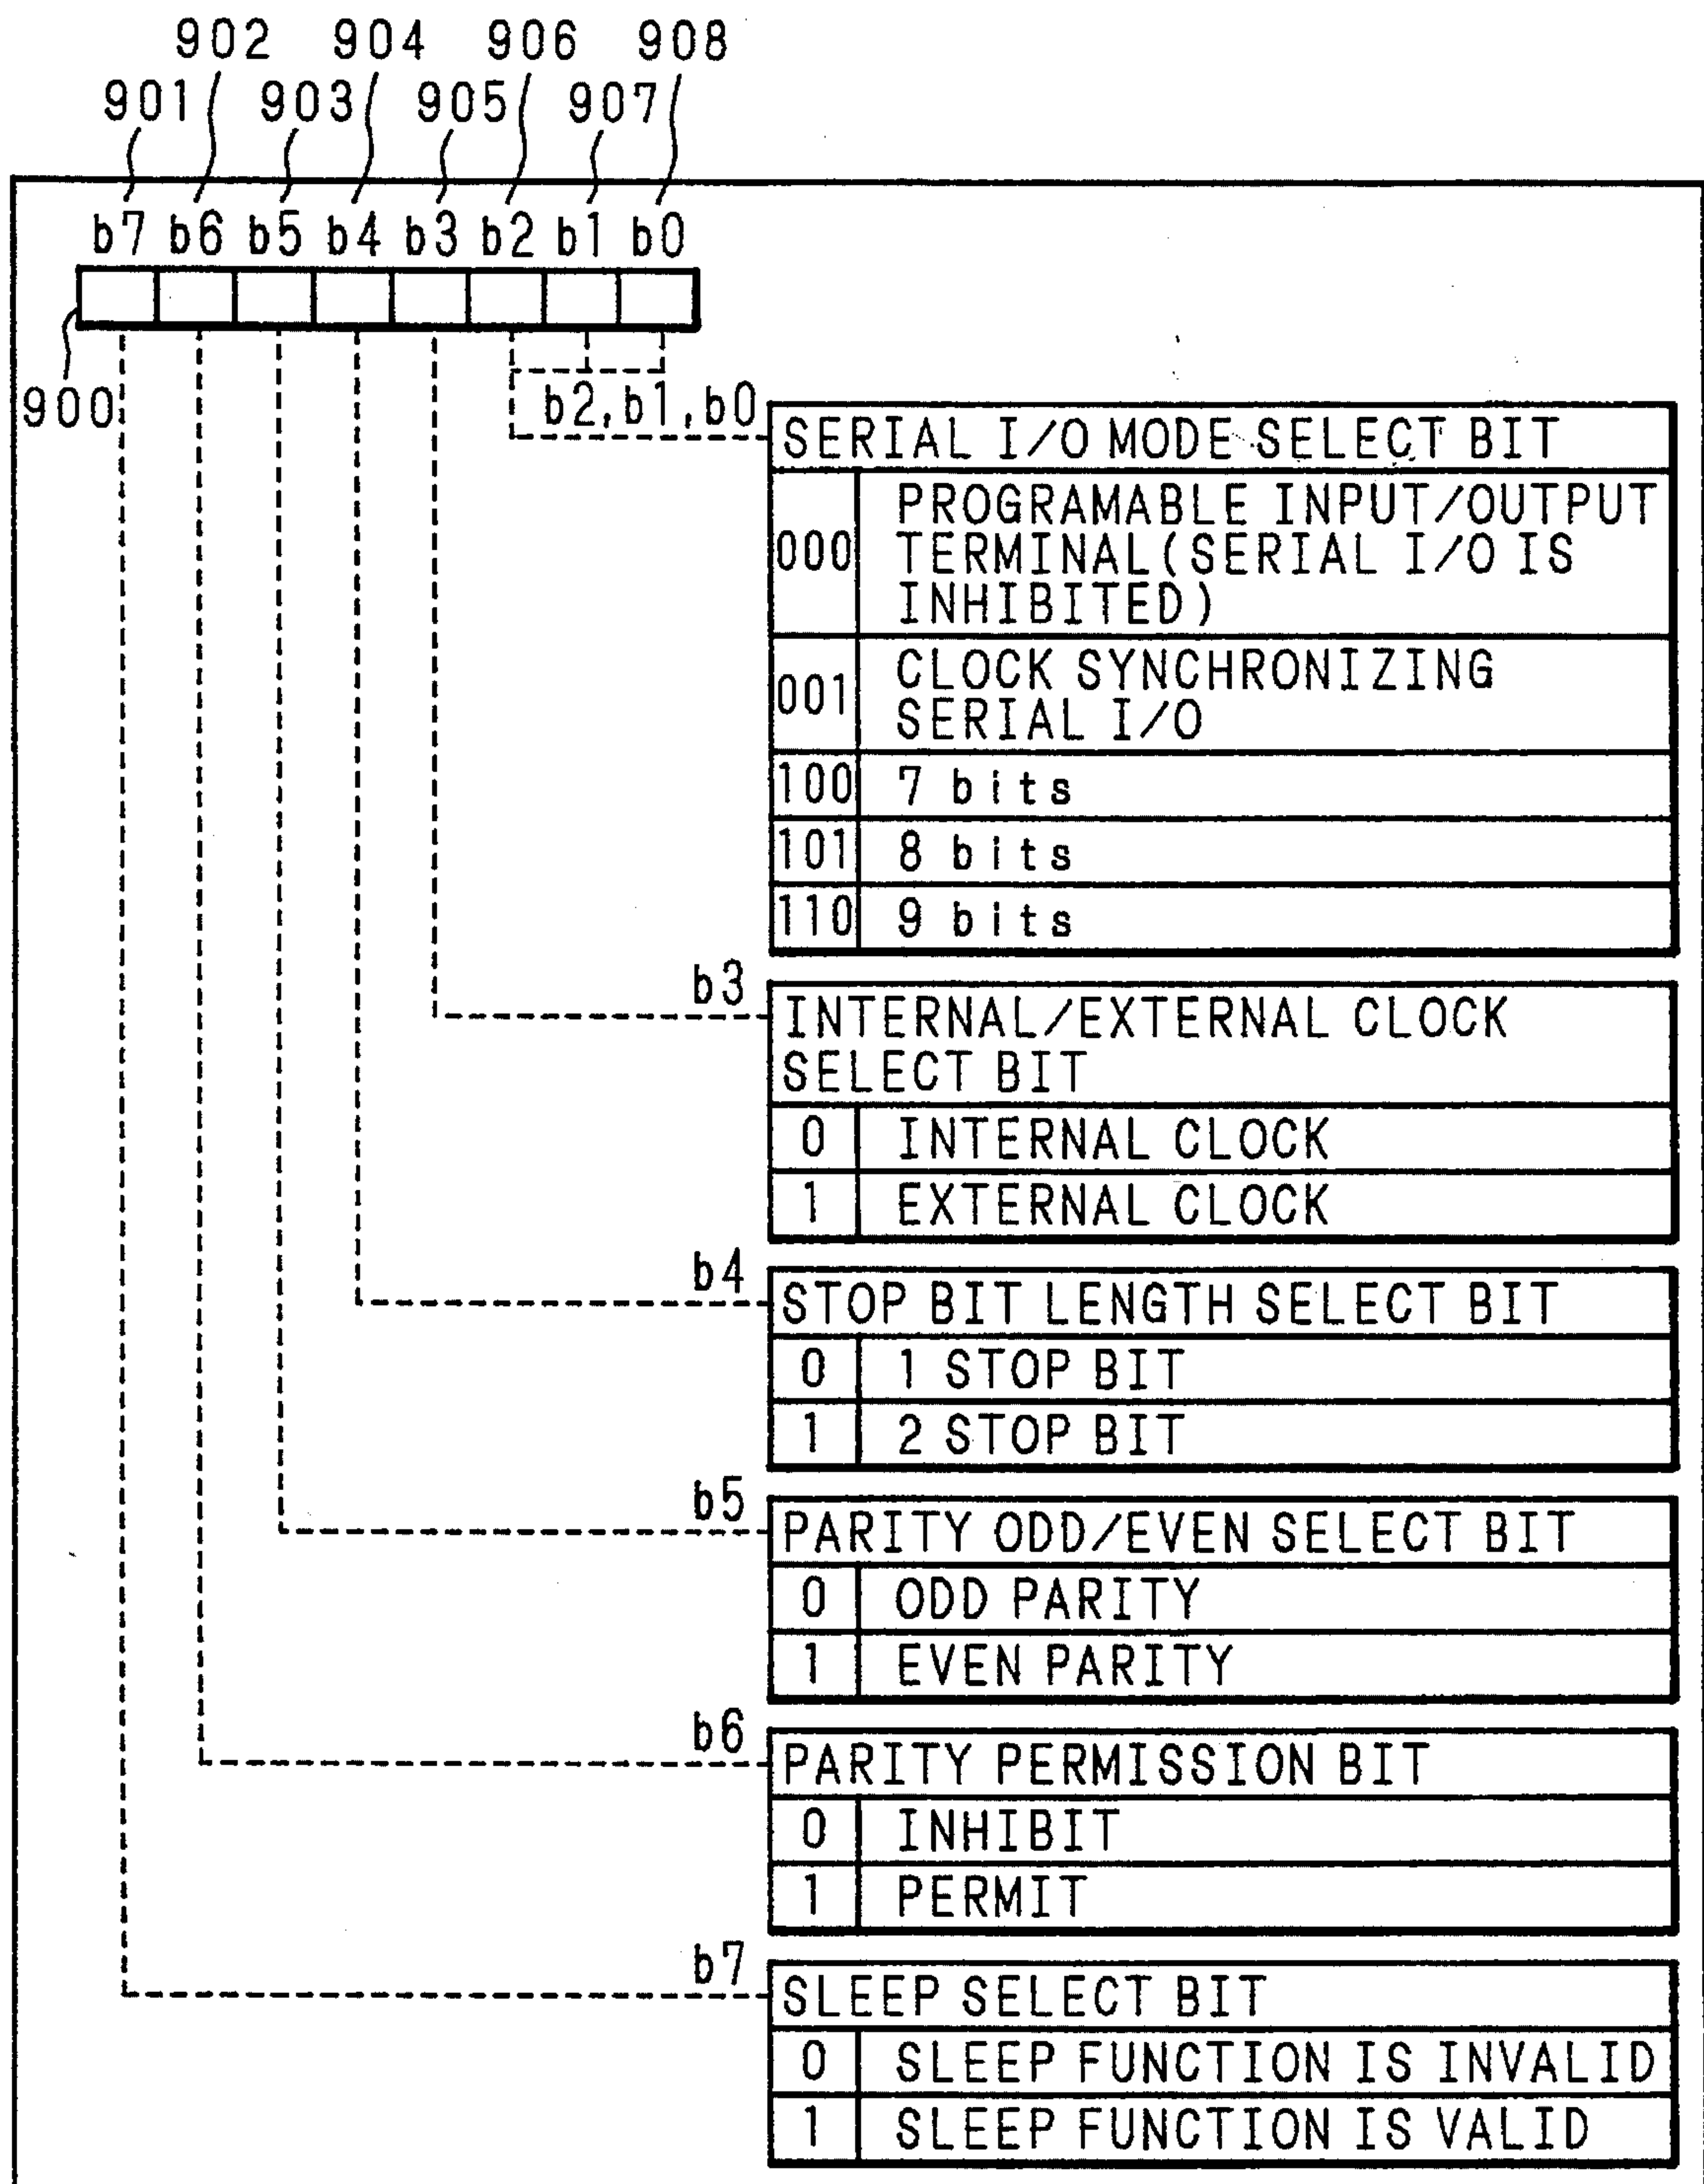 902 904 906 908
901 903 905 907
b7 b6 b5 b4 b3 b2 b1 b0
900
b2,b1,b0
SERIAL I/O MODE SELECT BIT
000 PROGRAMABLE INPUT/OUTPUT
TERMINAL(SERIAL I/O IS
INHIBITED)
001 CLOCK SYNCHRONIZING
SERIAL I/O
100 7 bits
101 8 bits
110 9 bits
b3
INTERNAL/EXTERNAL CLOCK
SELECT BIT
0 INTERNAL CLOCK
1 EXTERNAL CLOCK
b4
STOP BIT LENGTH SELECT BIT
0 1 STOP BIT
1 2 STOP BIT
b5
PARITY ODD/EVEN SELECT BIT
0 ODD PARITY
1 EVEN PARITY
b6
PARITY PERMISSION BIT
0 INHIBIT
1 PERMIT
b7
SLEEP SELECT BIT
0 SLEEP FUNCTION IS INVALID
1 SLEEP FUNCTION IS VALID